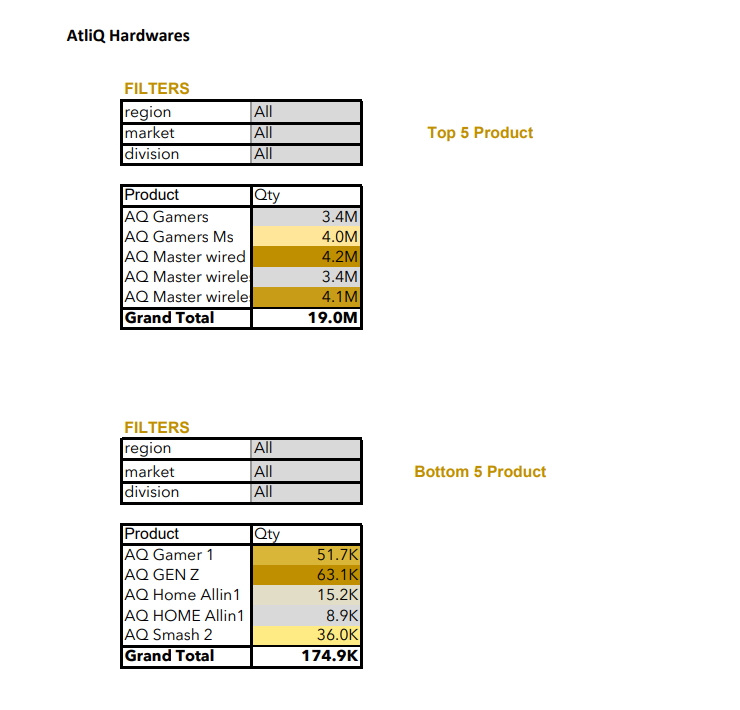 AtliQ Hardwares
FILTERS
region All
market All
division All
Top 5 Product
Product Qty
AQ Gamers 3.4M
AQ Gamers Ms 4.0M
AQ Master wired 4.2M
AQ Master wirele 3.4M
AQ Master wirele 4.1M
Grand Total 19.0M
FILTERS
region All
market All
division All
Bottom 5 Product
Product Qty
AQ Gamer 1 51.7K
AQ GEN Z 63.1K
AQ Home Allin1 15.2K
AQ HOME Allin1 8.9K
AQ Smash 2 36.0K
Grand Total 174.9K